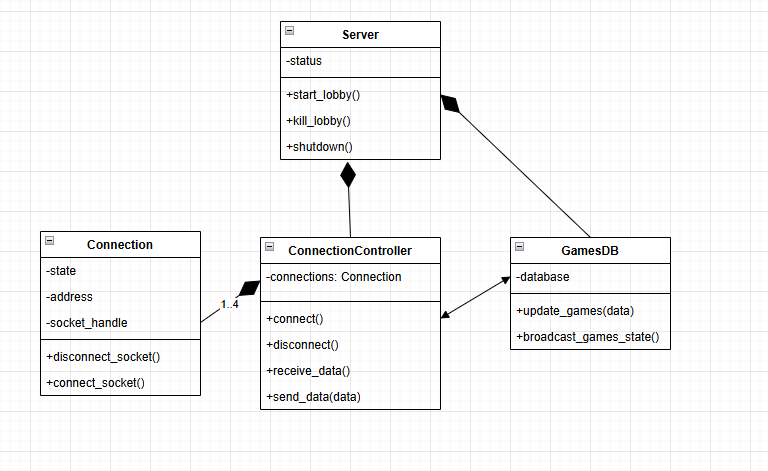 Server
-status
+start_lobby()
+kill_lobby()
+shutdown()
Connection
-state
-address
-socket_handle
+disconnect_socket()
+connect_socket()
1..4
ConnectionController
-connections: Connection
+connect()
+disconnect()
+receive_data()
+send_data(data)
GamesDB
-database
+update_games(data)
+broadcast_games_state()